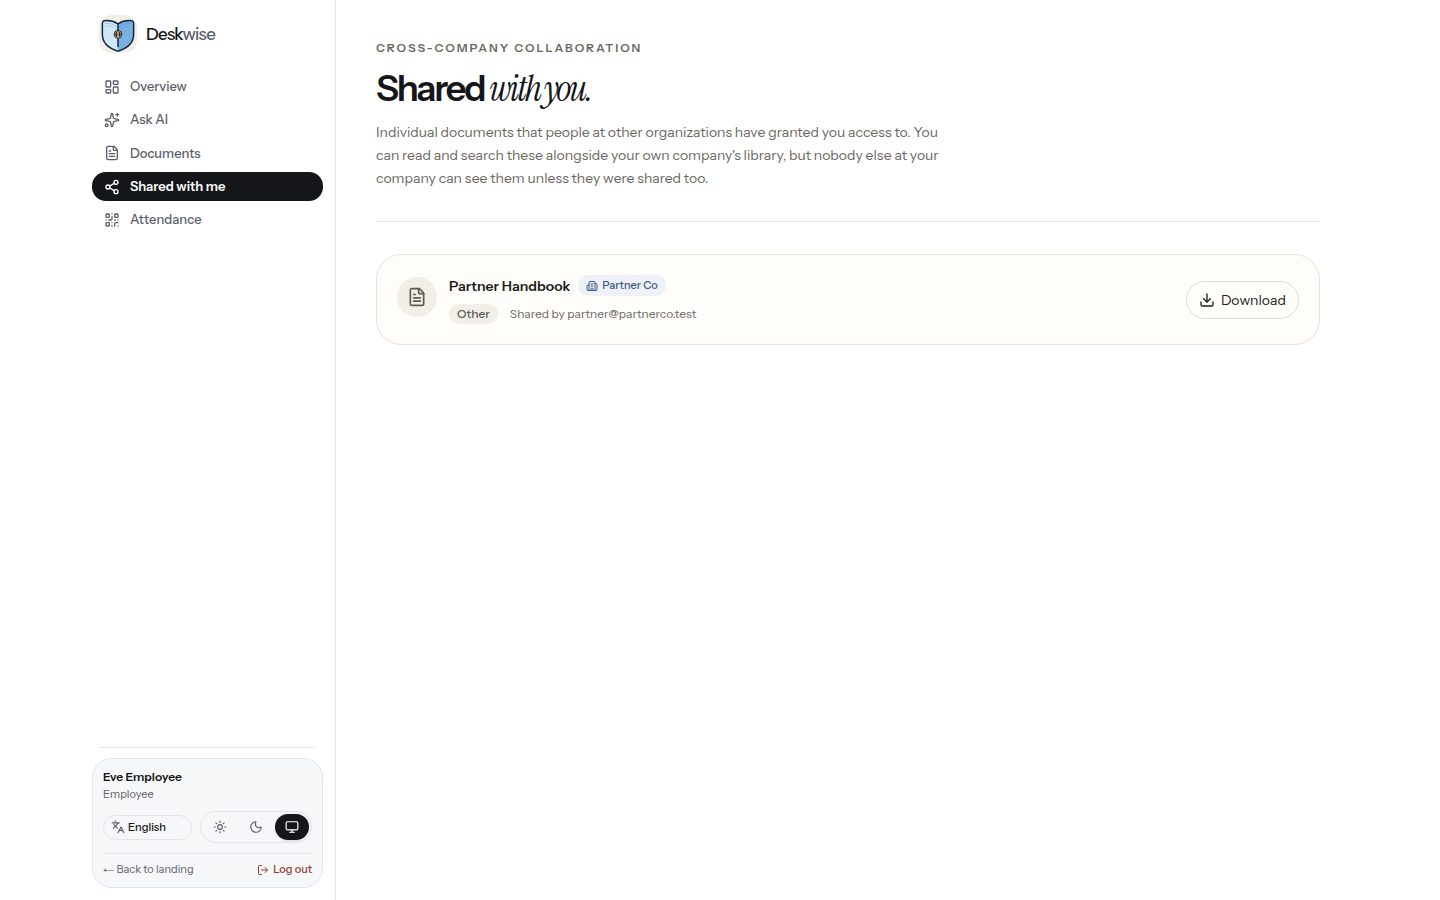 Deskwise
Overview
Ask AI
Documents
Shared with me
Attendance
CROSS-COMPANY COLLABORATION
Shared with you.
Individual documents that people at other organizations have granted you access to. You
can read and search these alongside your own company's library, but nobody else at your
company can see them unless they were shared too.
Partner Handbook
Partner Co
Other
Shared by partner@partnerco.test
Download
Eve Employee
Employee
English
← Back to landing
Log out